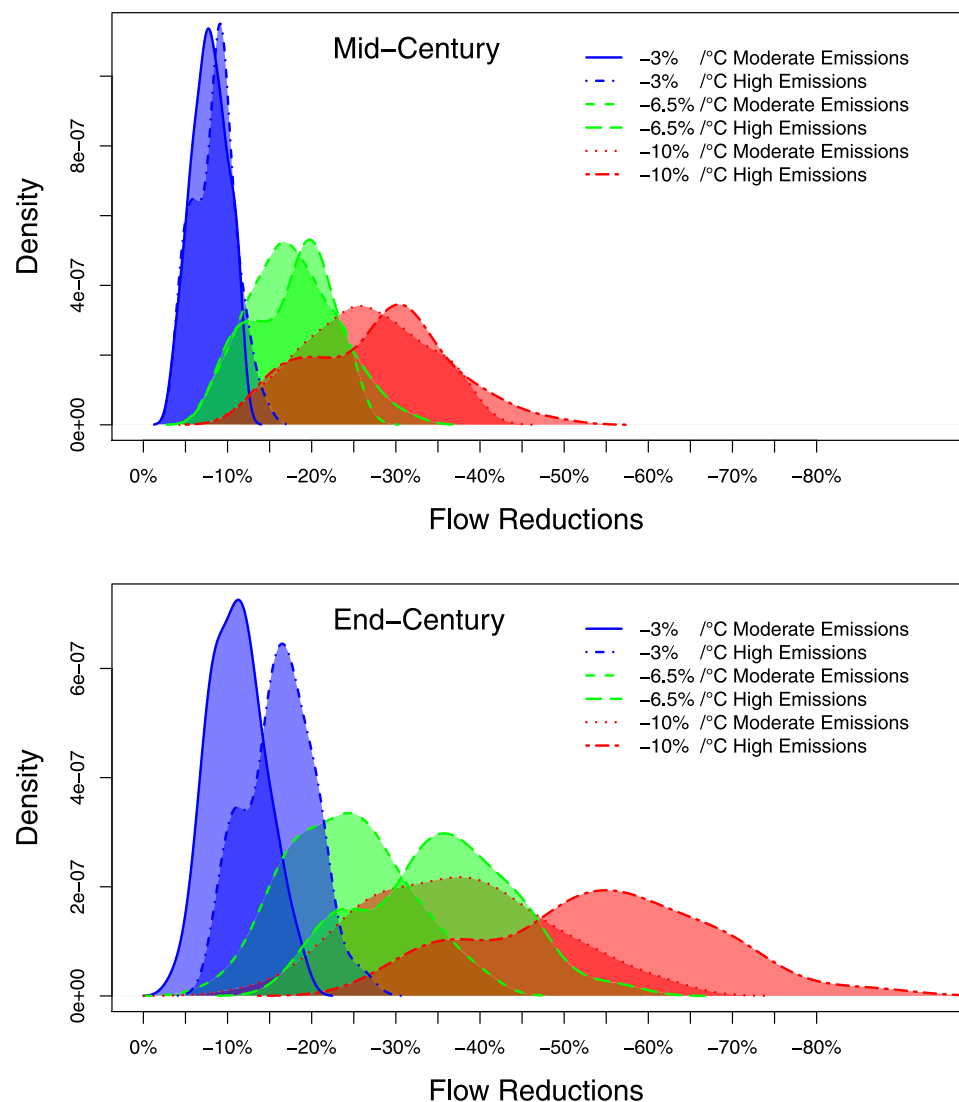 Mid−Century
−3% /°C Moderate Emissions
−3% /°C High Emissions
−6.5% /°C Moderate Emissions
−6.5% /°C High Emissions
−10% /°C Moderate Emissions
−10% /°C High Emissions
Density
0e+00 4e−07 8e−07
0% −10% −20% −30% −40% −50% −60% −70% −80%
Flow Reductions
End−Century
−3% /°C Moderate Emissions
−3% /°C High Emissions
−6.5% /°C Moderate Emissions
−6.5% /°C High Emissions
−10% /°C Moderate Emissions
−10% /°C High Emissions
Density
0e+00 2e−07 4e−07 6e−07
0% −10% −20% −30% −40% −50% −60% −70% −80%
Flow Reductions